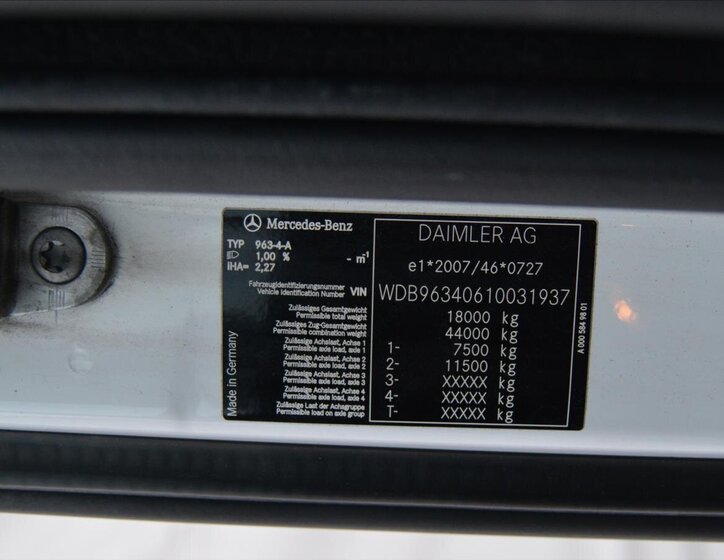 Mercedes-Benz
TYP 963-4-A
1,00 % - m⁻¹
IHA= 2,27
Fahrzeugidentifizierungsnummer
Vehicle Identification Number VIN
Zulässiges Gesamtgewicht
Permissible total weight
Zulässiges Zug-Gesamtgewicht
Permissible combination weight
Zulässige Achslast, Achse 1
Permissible axle load, axle 1
Zulässige Achslast, Achse 2
Permissible axle load, axle 2
Zulässige Achslast, Achse 3
Permissible axle load, axle 3
Zulässige Achslast, Achse 4
Permissible axle load, axle 4
Zulässige Last der Achsgruppe
Permissible load on axle group
Made in Germany
DAIMLER AG
e1*2007/46*0727
WDB96340610031937
18000 kg
44000 kg
1- 7500 kg
2- 11500 kg
3- XXXXX kg
4- XXXXX kg
T- XXXXX kg
A 000 584 98 01